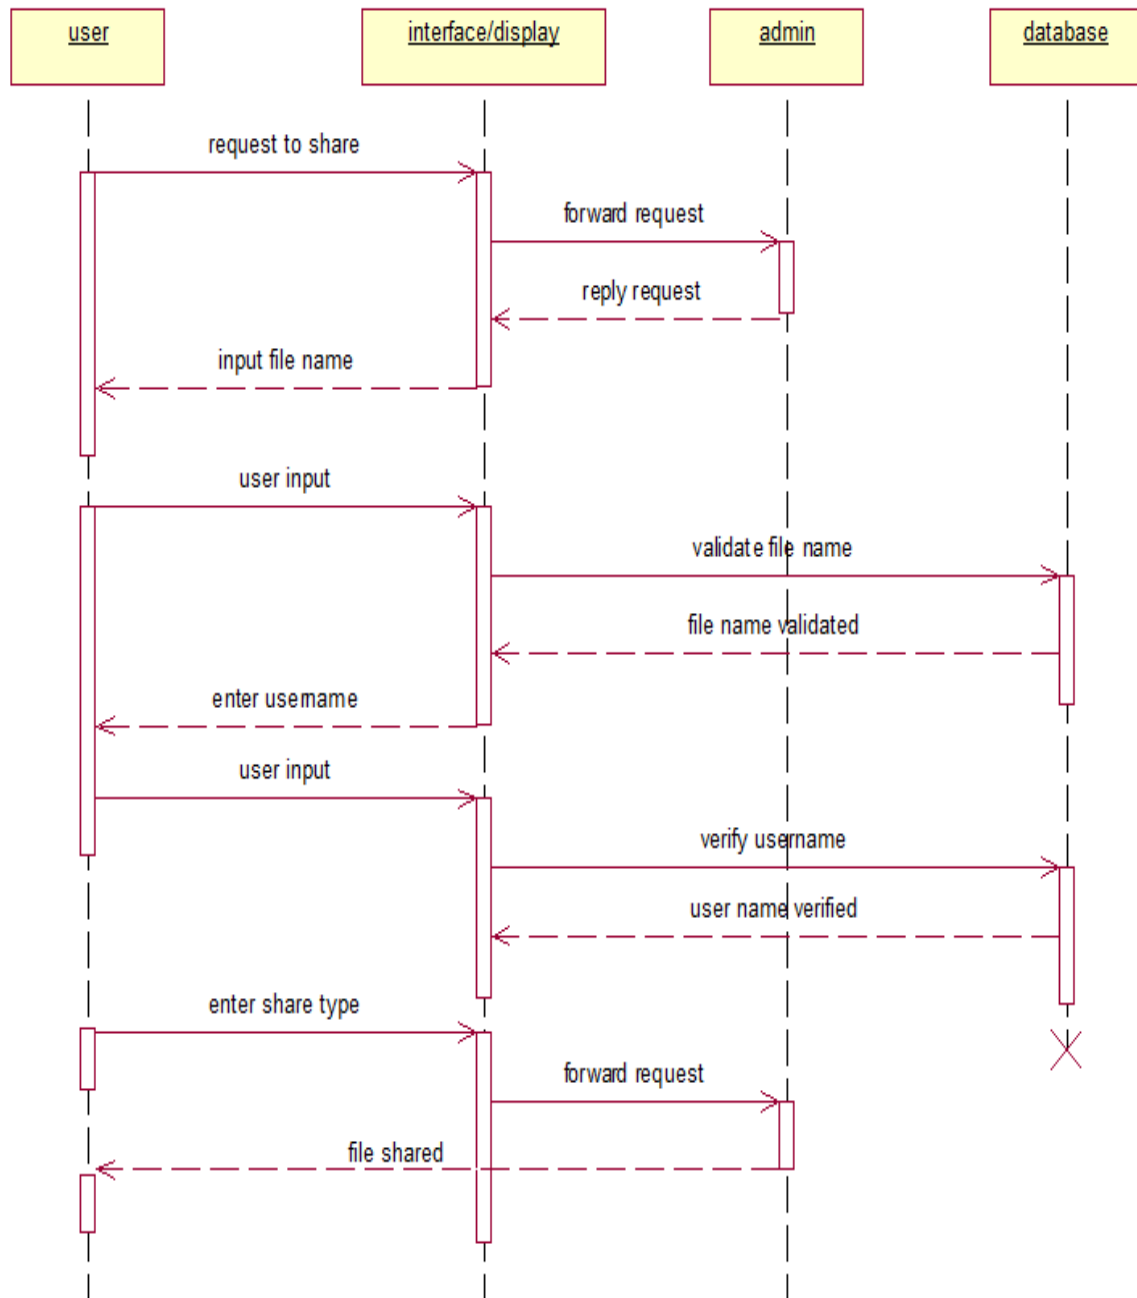 user
interface/display
admin
database
request to share
forward request
reply request
input file name
user input
validate file name
file name validated
enter username
user input
verify username
user name verified
enter share type
forward request
file shared